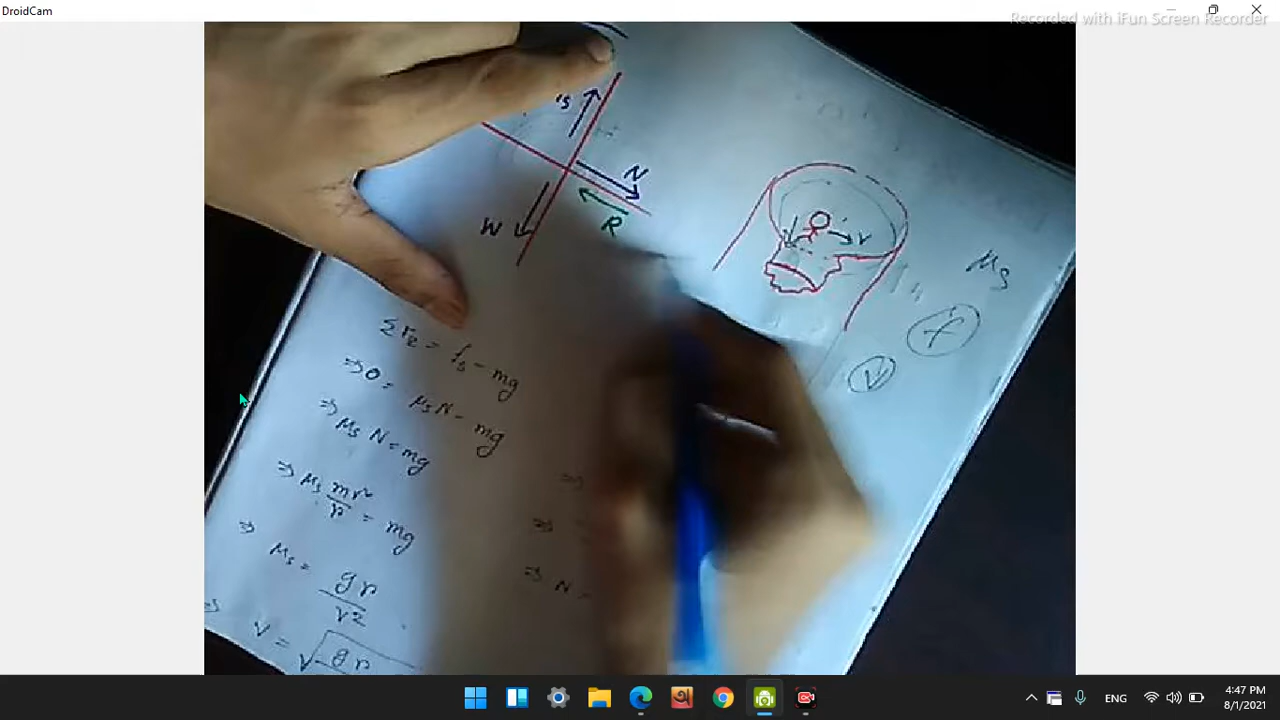 DroidCam
Recorded with iFun Screen Recorder
s
N
W
R
r
μs
f
N
ΣFz = fs - mg
⇒ 0 = μsN - mg
⇒ μs N = mg
⇒ μs mv²/r = mg
⇒ μs = gr/v²
⇒ v = √gr
⇒
⇒
⇒ N =
ENG
4:47 PM
8/1/2021